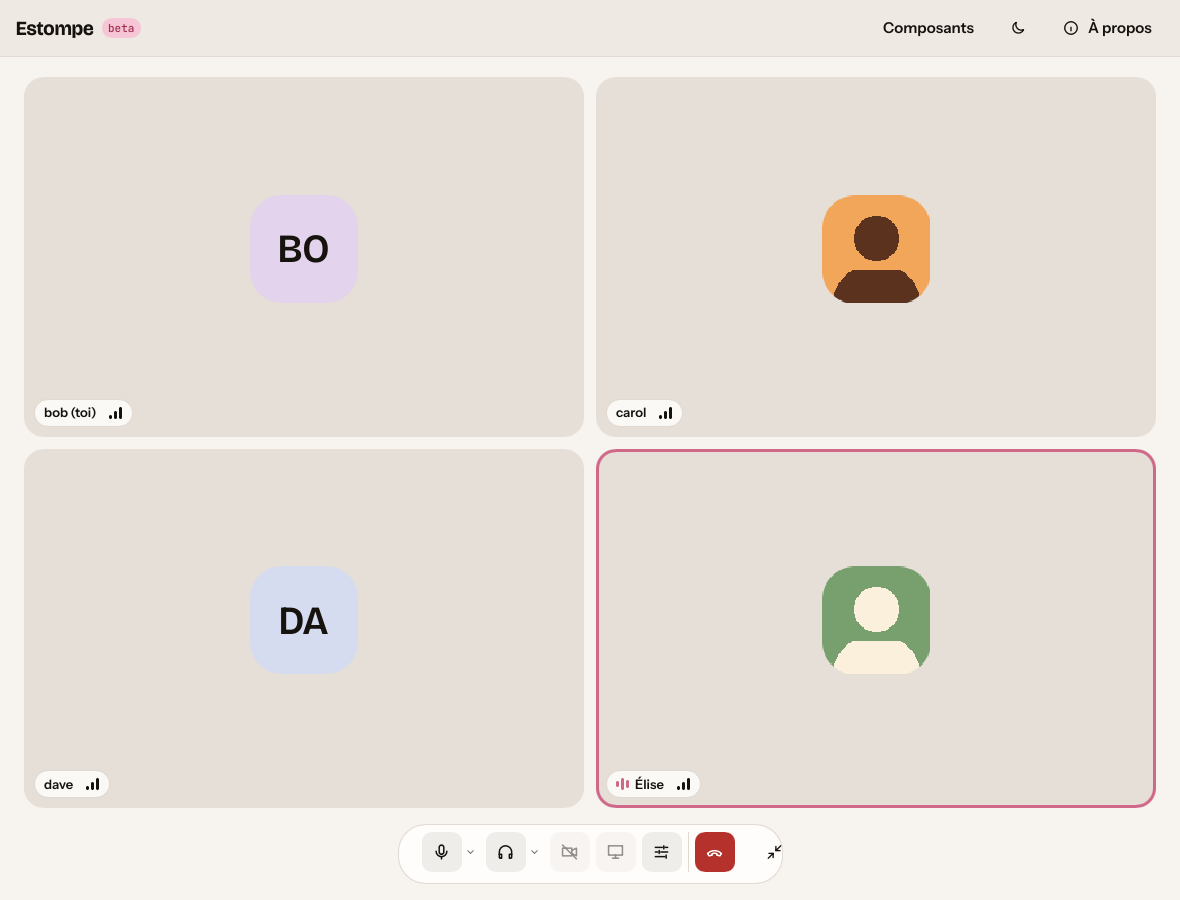 Estompe beta
Composants
À propos
BO
bob (toi)
carol
DA
dave
Élise